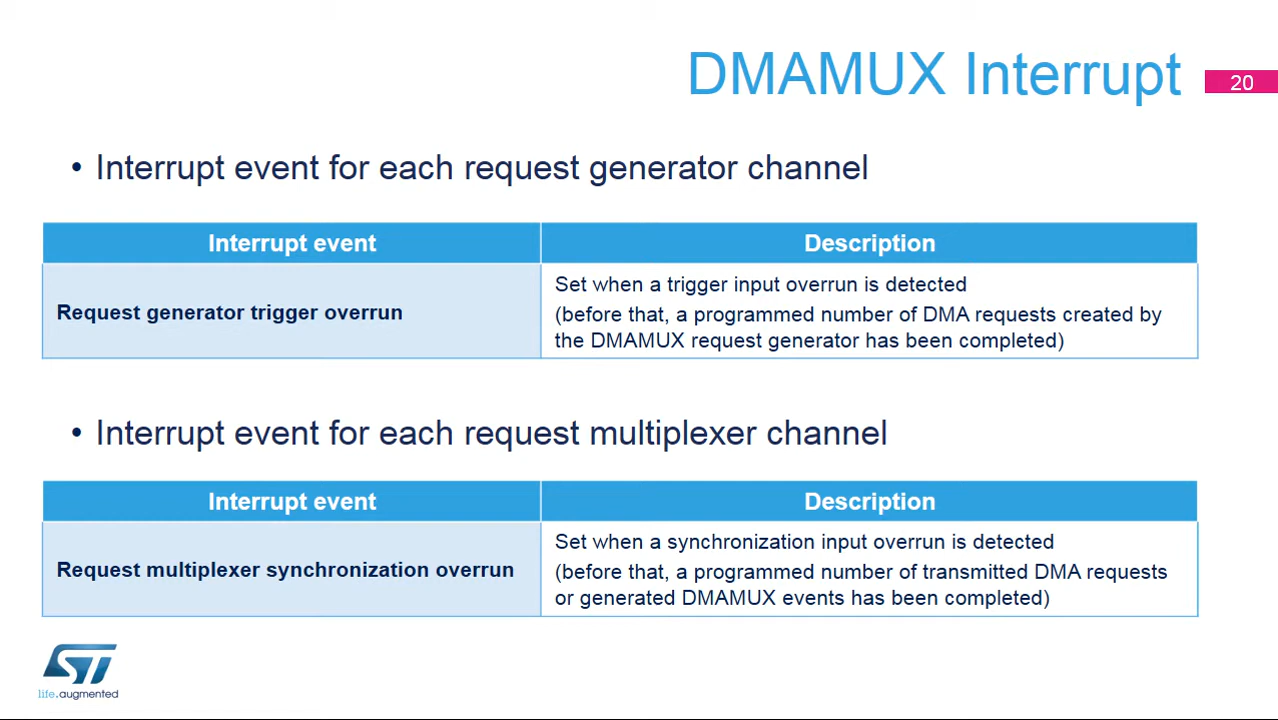 DMAMUX Interrupt
20
• Interrupt event for each request generator channel
Interrupt event
Description
Request generator trigger overrun
Set when a trigger input overrun is detected
(before that, a programmed number of DMA requests created by
the DMAMUX request generator has been completed)
• Interrupt event for each request multiplexer channel
Interrupt event
Description
Request multiplexer synchronization overrun
Set when a synchronization input overrun is detected
(before that, a programmed number of transmitted DMA requests
or generated DMAMUX events has been completed)
ST
life.augmented